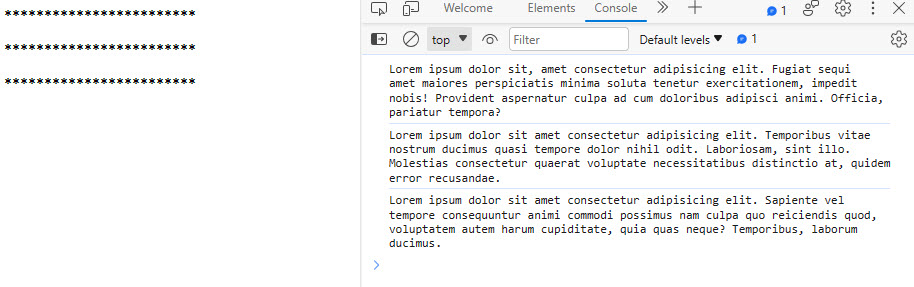 ************************
************************
************************
Welcome Elements Console 1
top Filter Default levels 1
Lorem ipsum dolor sit, amet consectetur adipisicing elit. Fugiat sequi
amet maiores perspiciatis minima soluta tenetur exercitationem, impedit
nobis! Provident aspernatur culpa ad cum doloribus adipisci animi. Officia,
pariatur tempora?
Lorem ipsum dolor sit amet consectetur adipisicing elit. Temporibus vitae
nostrum ducimus quasi tempore dolor nihil odit. Laboriosam, sint illo.
Molestias consectetur quaerat voluptate necessitatibus distinctio at, quidem
error recusandae.
Lorem ipsum dolor sit amet consectetur adipisicing elit. Sapiente vel
tempore consequuntur animi commodi possimus nam culpa quo reiciendis quod,
voluptatem autem harum cupiditate, quia quas neque? Temporibus, laborum
ducimus.